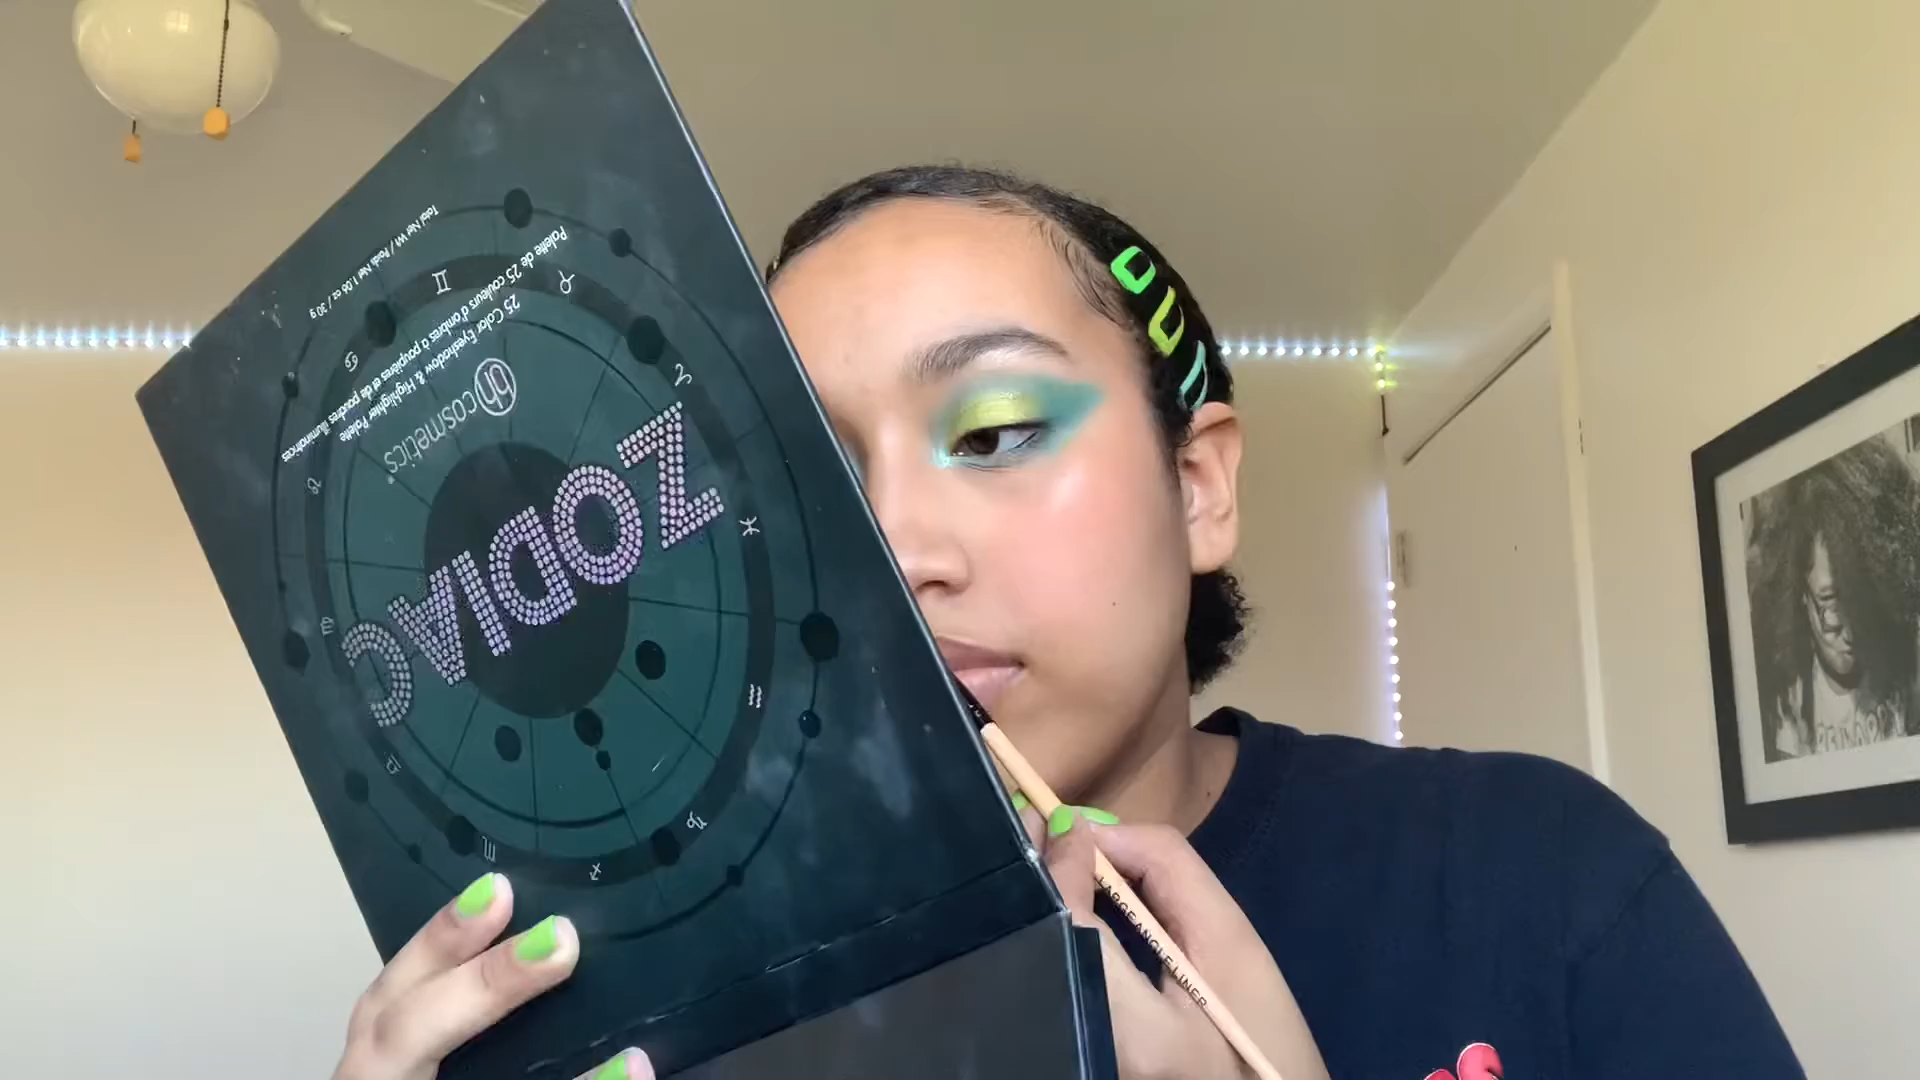 ZODIAC
bh cosmetics®
25 Color Eyeshadow & Highlighter Palette
Palette de 25 couleurs d'ombres à paupières et de poudres illuminatrices
Total Net Wt / Poids Net 1.06 oz / 30 g
LARGE ANGLE LINER